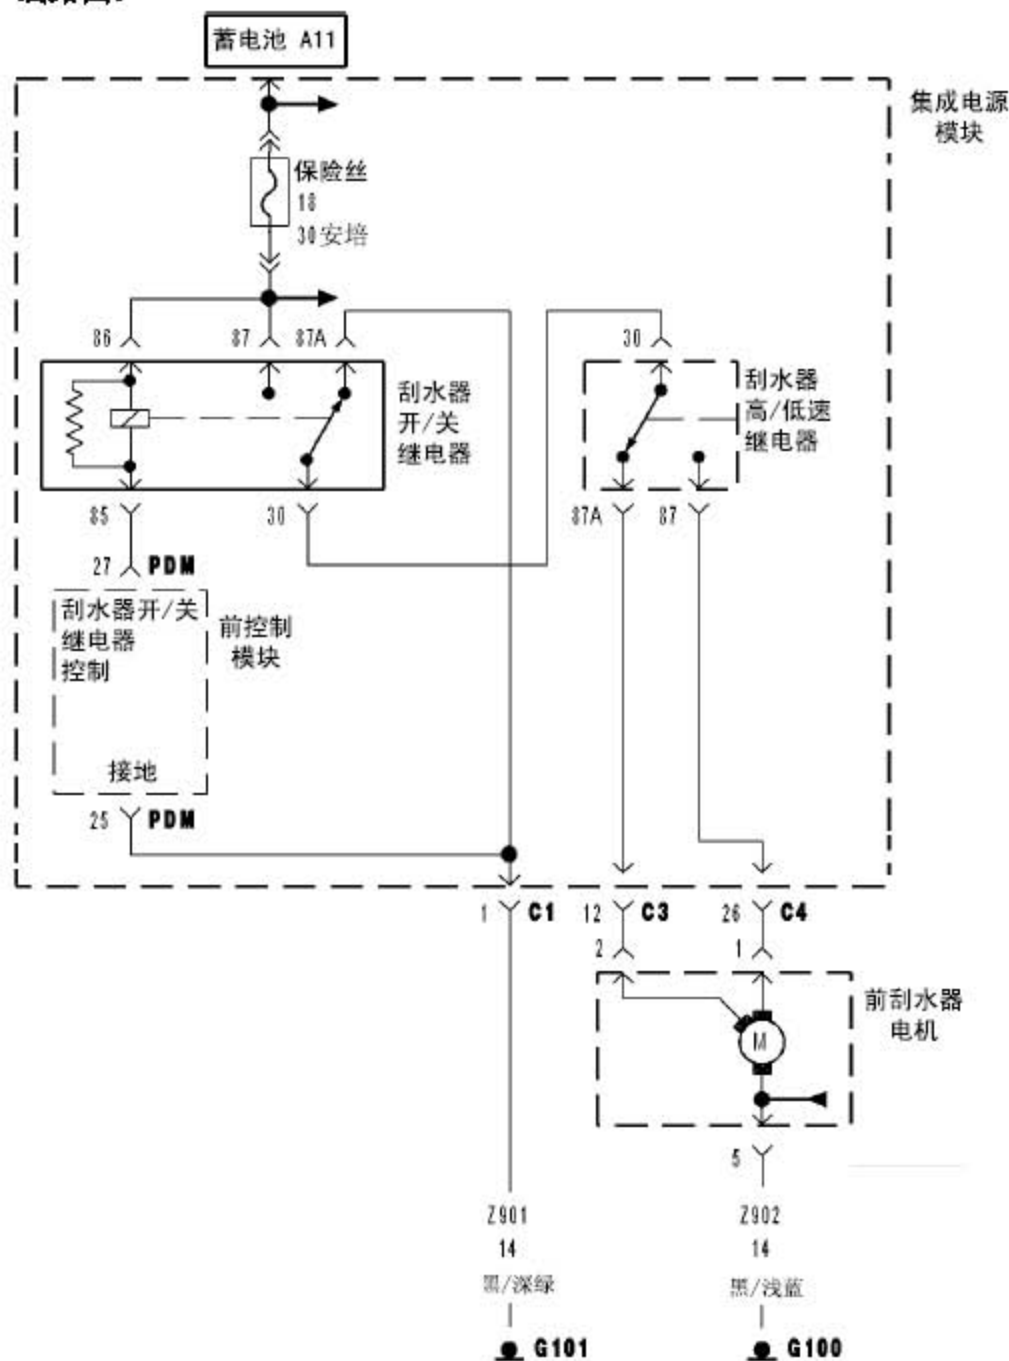 蓄电池 A11
集成电源
模块
保险丝
18
30安培
86
87
87A
30
刮水器
开/关
继电器
刮水器
高/低速
继电器
85
30
87A
87
27 PDM
刮水器开/关
继电器
控制
前控制
模块
接地
25 PDM
1 C1
12 C3
26 C4
2
1
前刮水器
电机
M
5
Z901
14
黑/深绿
G101
Z902
14
黑/浅蓝
G100